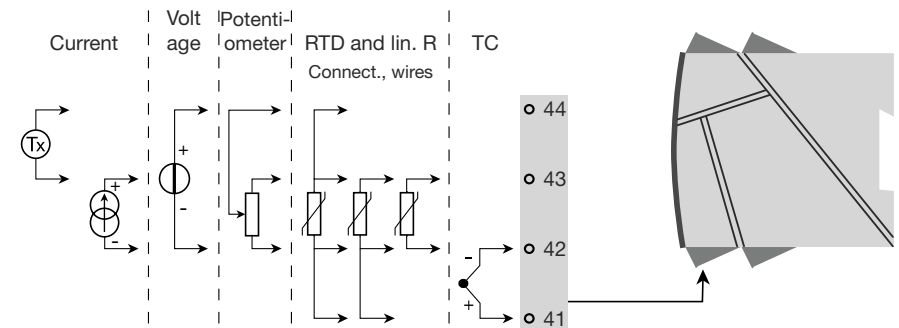 Current
Volt
age
Potenti-
ometer
RTD and lin. R
Connect., wires
TC
Tx
+
-
+
-
-
+
44
43
42
41